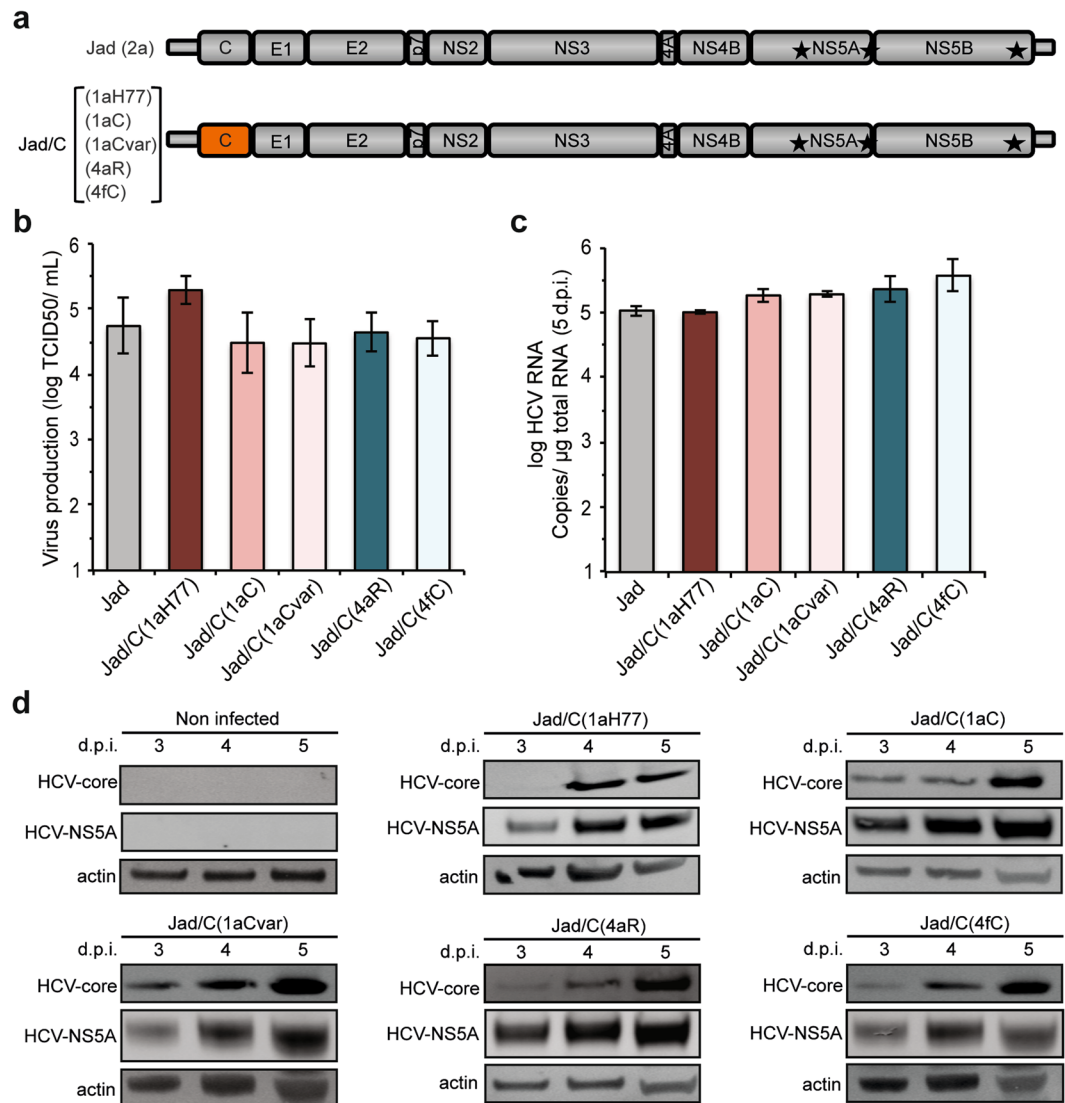 a
Jad (2a)
C E1 E2 p7 NS2 NS3 4A NS4B NS5A NS5B
Jad/C
(1aH77)
(1aC)
(1aCvar)
(4aR)
(4fC)
C E1 E2 p7 NS2 NS3 4A NS4B NS5A NS5B
b
Virus production (log TCID50/ mL)
6
5
4
3
2
1
Jad
Jad/C(1aH77)
Jad/C(1aC)
Jad/C(1aCvar)
Jad/C(4aR)
Jad/C(4fC)
c
log HCV RNA
Copies/ µg total RNA (5 d.p.i.)
6
5
4
3
2
1
Jad
Jad/C(1aH77)
Jad/C(1aC)
Jad/C(1aCvar)
Jad/C(4aR)
Jad/C(4fC)
d
Non infected
d.p.i. 3 4 5
HCV-core
HCV-NS5A
actin
Jad/C(1aH77)
d.p.i. 3 4 5
HCV-core
HCV-NS5A
actin
Jad/C(1aC)
d.p.i. 3 4 5
HCV-core
HCV-NS5A
actin
Jad/C(1aCvar)
d.p.i. 3 4 5
HCV-core
HCV-NS5A
actin
Jad/C(4aR)
d.p.i. 3 4 5
HCV-core
HCV-NS5A
actin
Jad/C(4fC)
d.p.i. 3 4 5
HCV-core
HCV-NS5A
actin